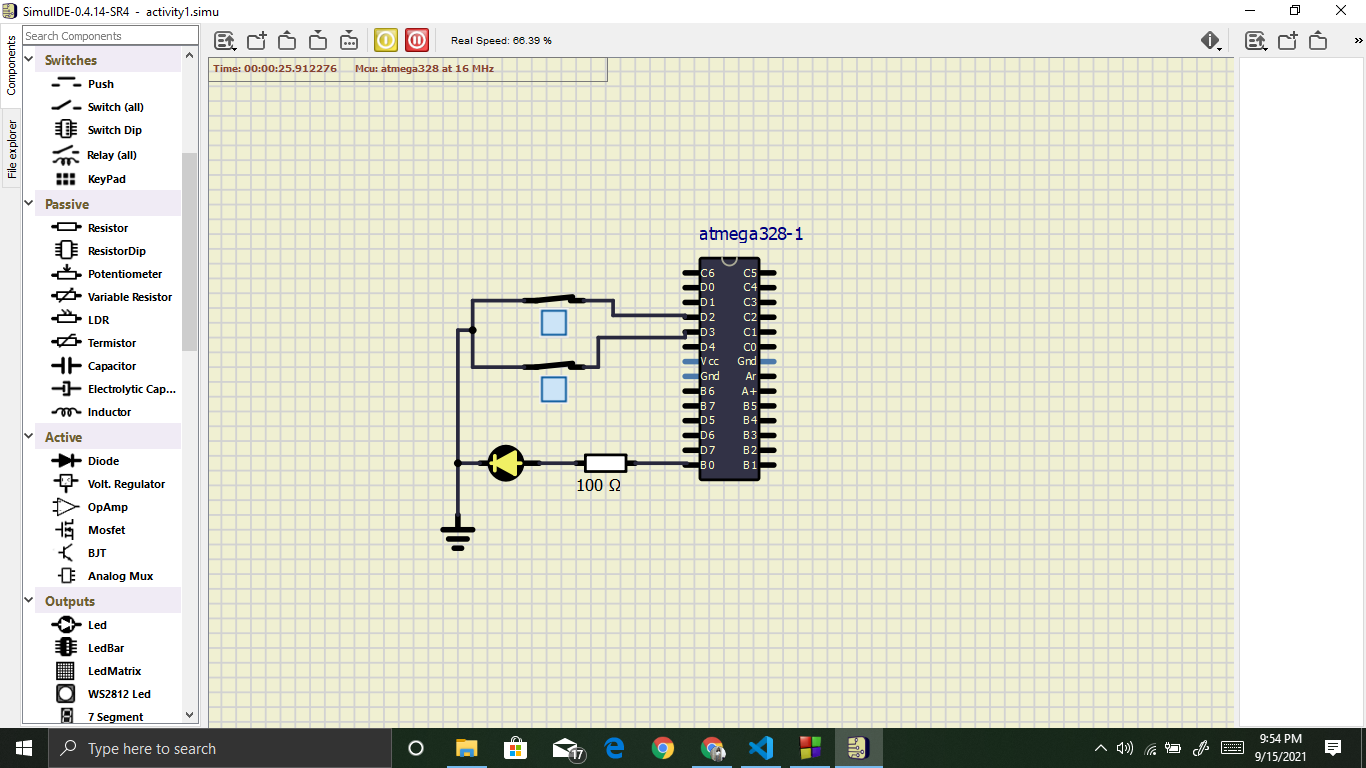 SimulIDE-0.4.14-SR4 - activity1.simu
Components
File explorer
Search Components
Switches
Push
Switch (all)
Switch Dip
Relay (all)
KeyPad
Passive
Resistor
ResistorDip
Potentiometer
Variable Resistor
LDR
Termistor
Capacitor
Electrolytic Cap...
Inductor
Active
Diode
Volt. Regulator
OpAmp
Mosfet
BJT
Analog Mux
Outputs
Led
LedBar
LedMatrix
WS2812 Led
7 Segment
Real Speed: 66.39 %
»
Time: 00:00:25.912276 Mcu: atmega328 at 16 MHz
atmega328-1
C6 C5
D0 C4
D1 C3
D2 C2
D3 C1
D4 C0
Vcc Gnd
Gnd Ar
B6 A+
B7 B5
D5 B4
D6 B3
D7 B2
B0 B1
100 Ω
Type here to search
17
9:54 PM
9/15/2021